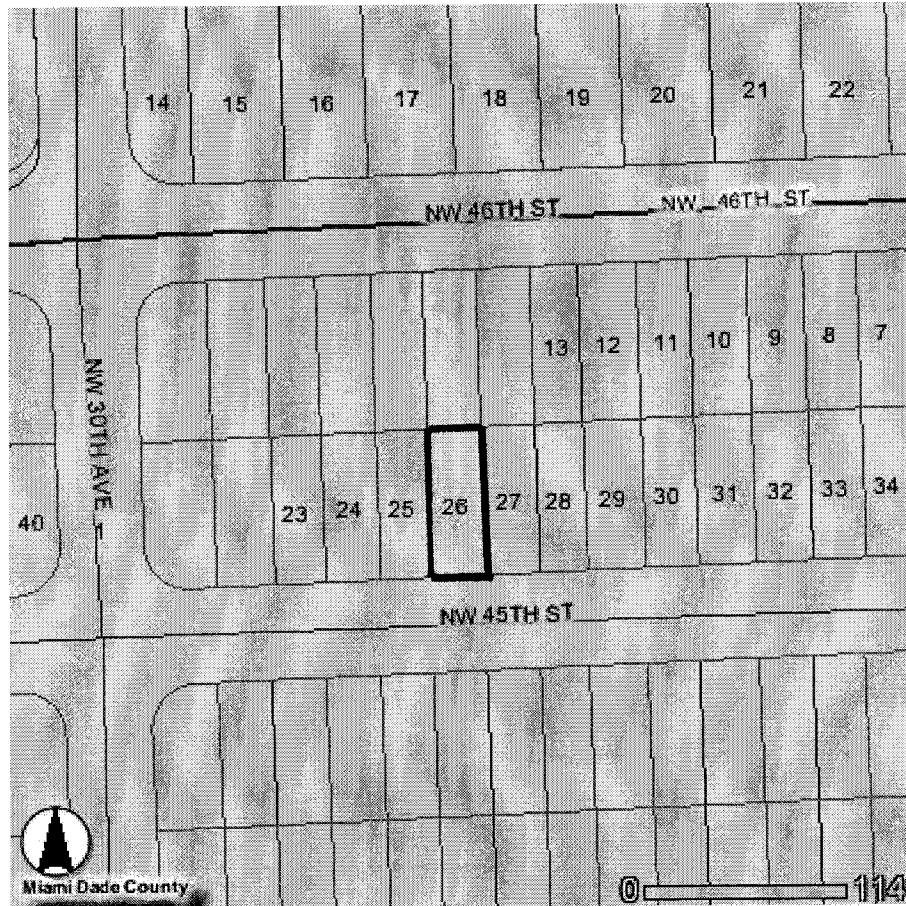 14 15 16 17 18 19 20 21 22
NW 46TH ST NW 46TH ST
13 12 11 10 9 8 7
NW 30TH AVE
40 23 24 25 26 27 28 29 30 31 32 33 34
NW 45TH ST
Miami Dade County
0 114